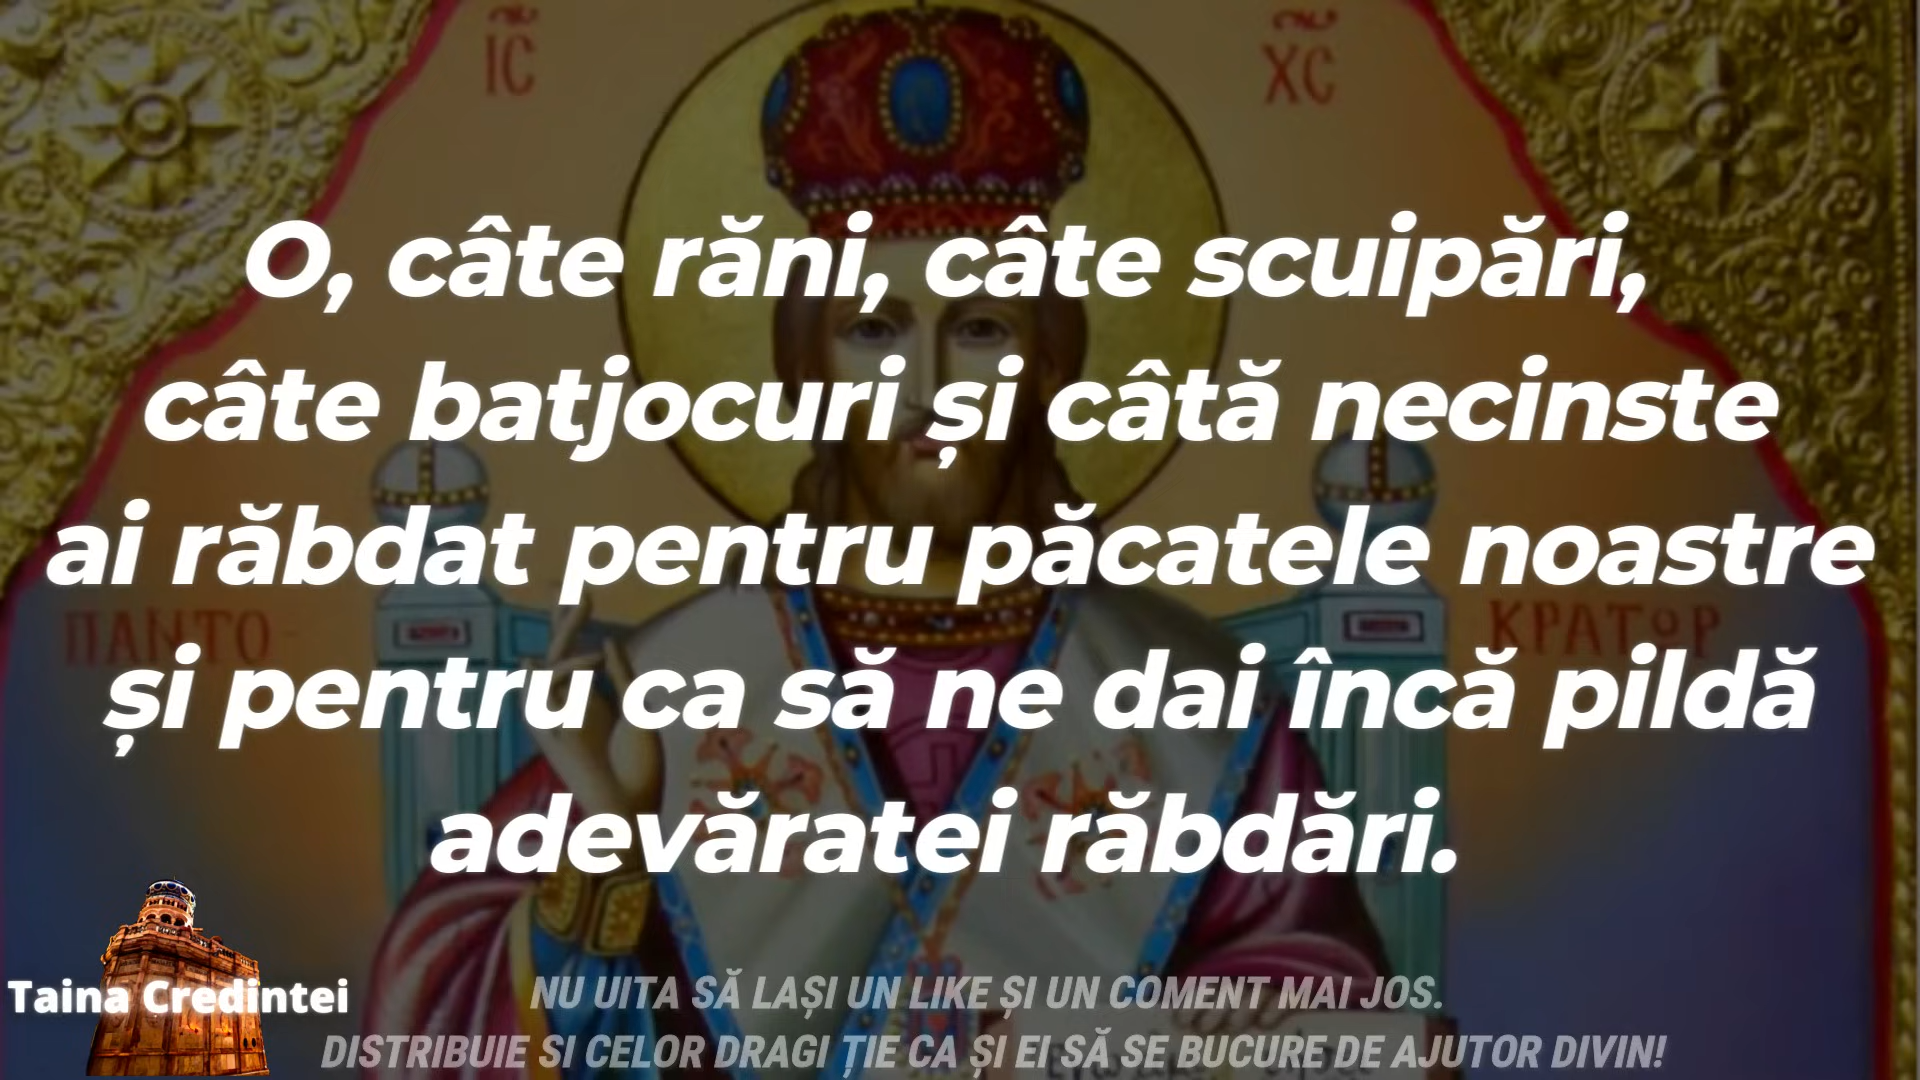 IC XC
O, câte răni, câte scuipări,
câte batjocuri și câtă necinste
ai răbdat pentru păcatele noastre
ПАНТО- КРАТОР
și pentru ca să ne dai încă pildă
adevăratei răbdări.
Taina Credintei
NU UITA SĂ LAȘI UN LIKE ȘI UN COMENT MAI JOS.
DISTRIBUIE SI CELOR DRAGI ȚIE CA ȘI EI SĂ SE BUCURE DE AJUTOR DIVIN!